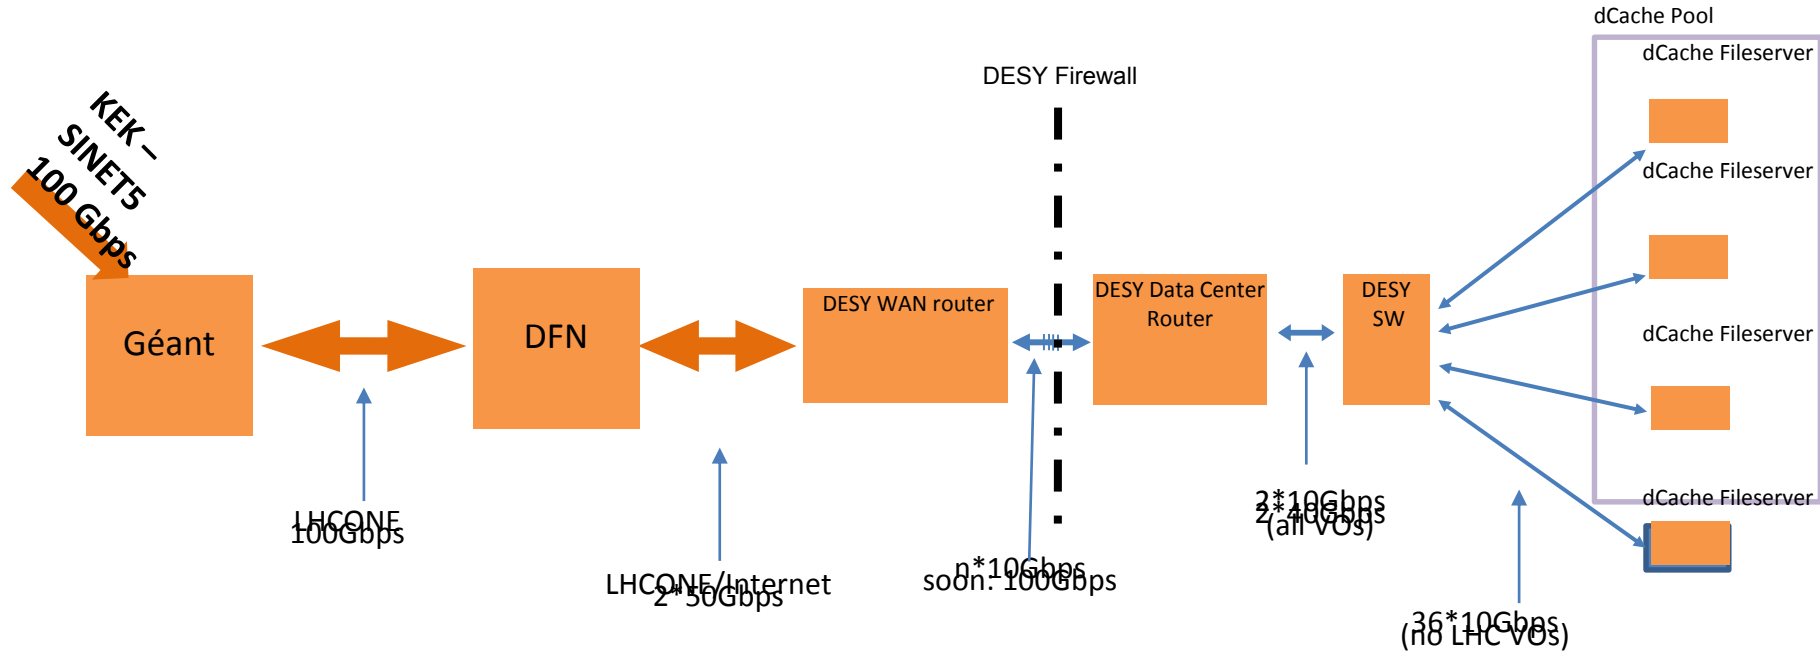 dCache Pool
dCache Fileserver
DESY Firewall
KEK –
SINET5
100 Gbps
dCache Fileserver
Géant
DFN
DESY WAN router
DESY Data Center
Router
DESY
SW
dCache Fileserver
LHCONE
100Gbps
LHCONE/Internet
2*50Gbps
n*10Gbps
soon: 100Gbps
2*10Gbps
2*40Gbps
(all VOs)
dCache Fileserver
36*10Gbps
(no LHC VOs)